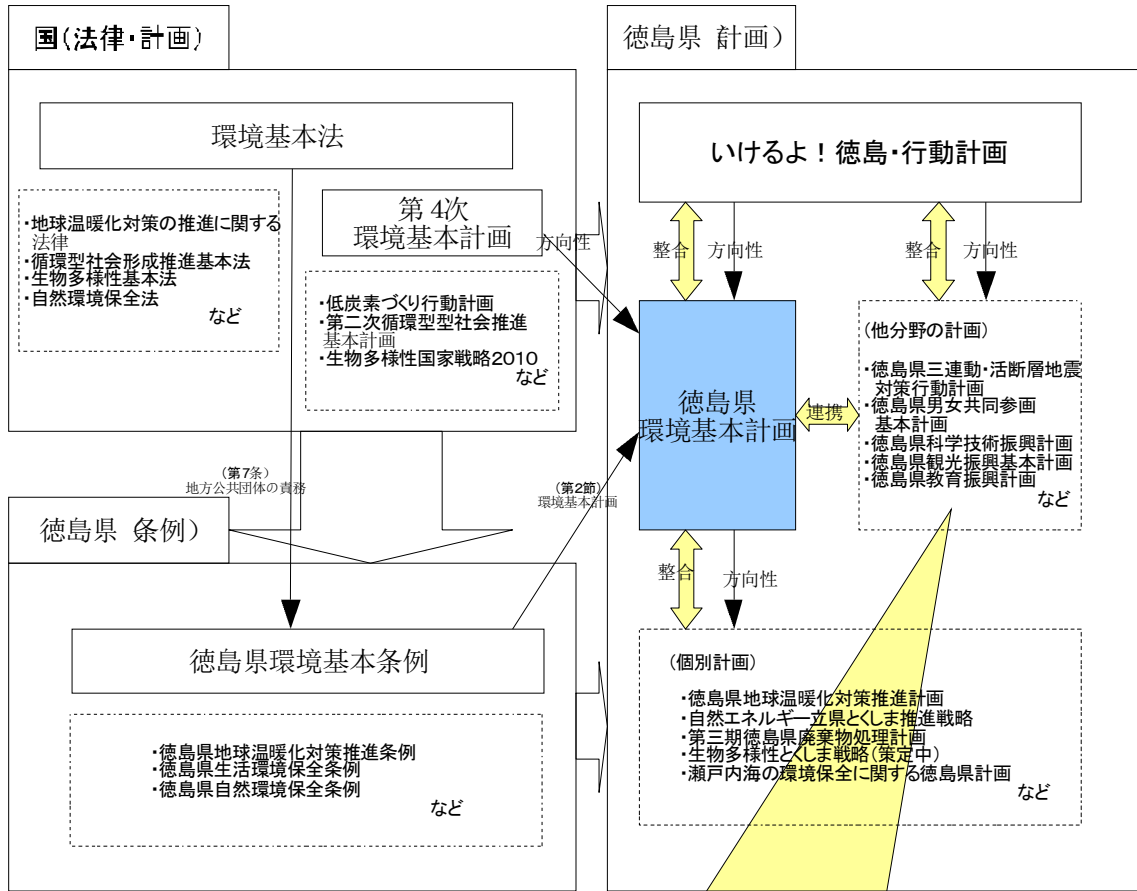 国(法律・計画)
環境基本法
・地球温暖化対策の推進に関する
法律
・循環型社会形成推進基本法
・生物多様性基本法
・自然環境保全法
など
第 4次
環境基本計画
・低炭素づくり行動計画
・第二次循環型型社会推進
基本計画
・生物多様性国家戦略2010
など
方向性
(第7条)
地方公共団体の責務
(第2節)
環境基本計画
徳島県 条例)
徳島県環境基本条例
・徳島県地球温暖化対策推進条例
・徳島県生活環境保全条例
・徳島県自然環境保全条例
など
徳島県 計画)
いけるよ！徳島・行動計画
整合
方向性
整合
方向性
徳島県
環境基本計画
連携
(他分野の計画)
・徳島県三連動・活断層地震
対策行動計画
・徳島県男女共同参画
基本計画
・徳島県科学技術振興計画
・徳島県観光振興基本計画
・徳島県教育振興計画
など
整合
方向性
(個別計画)
・徳島県地球温暖化対策推進計画
・自然エネルギー立県とくしま推進戦略
・第三期徳島県廃棄物処理計画
・生物多様性とくしま戦略(策定中)
・瀬戸内海の環境保全に関する徳島県計画
など